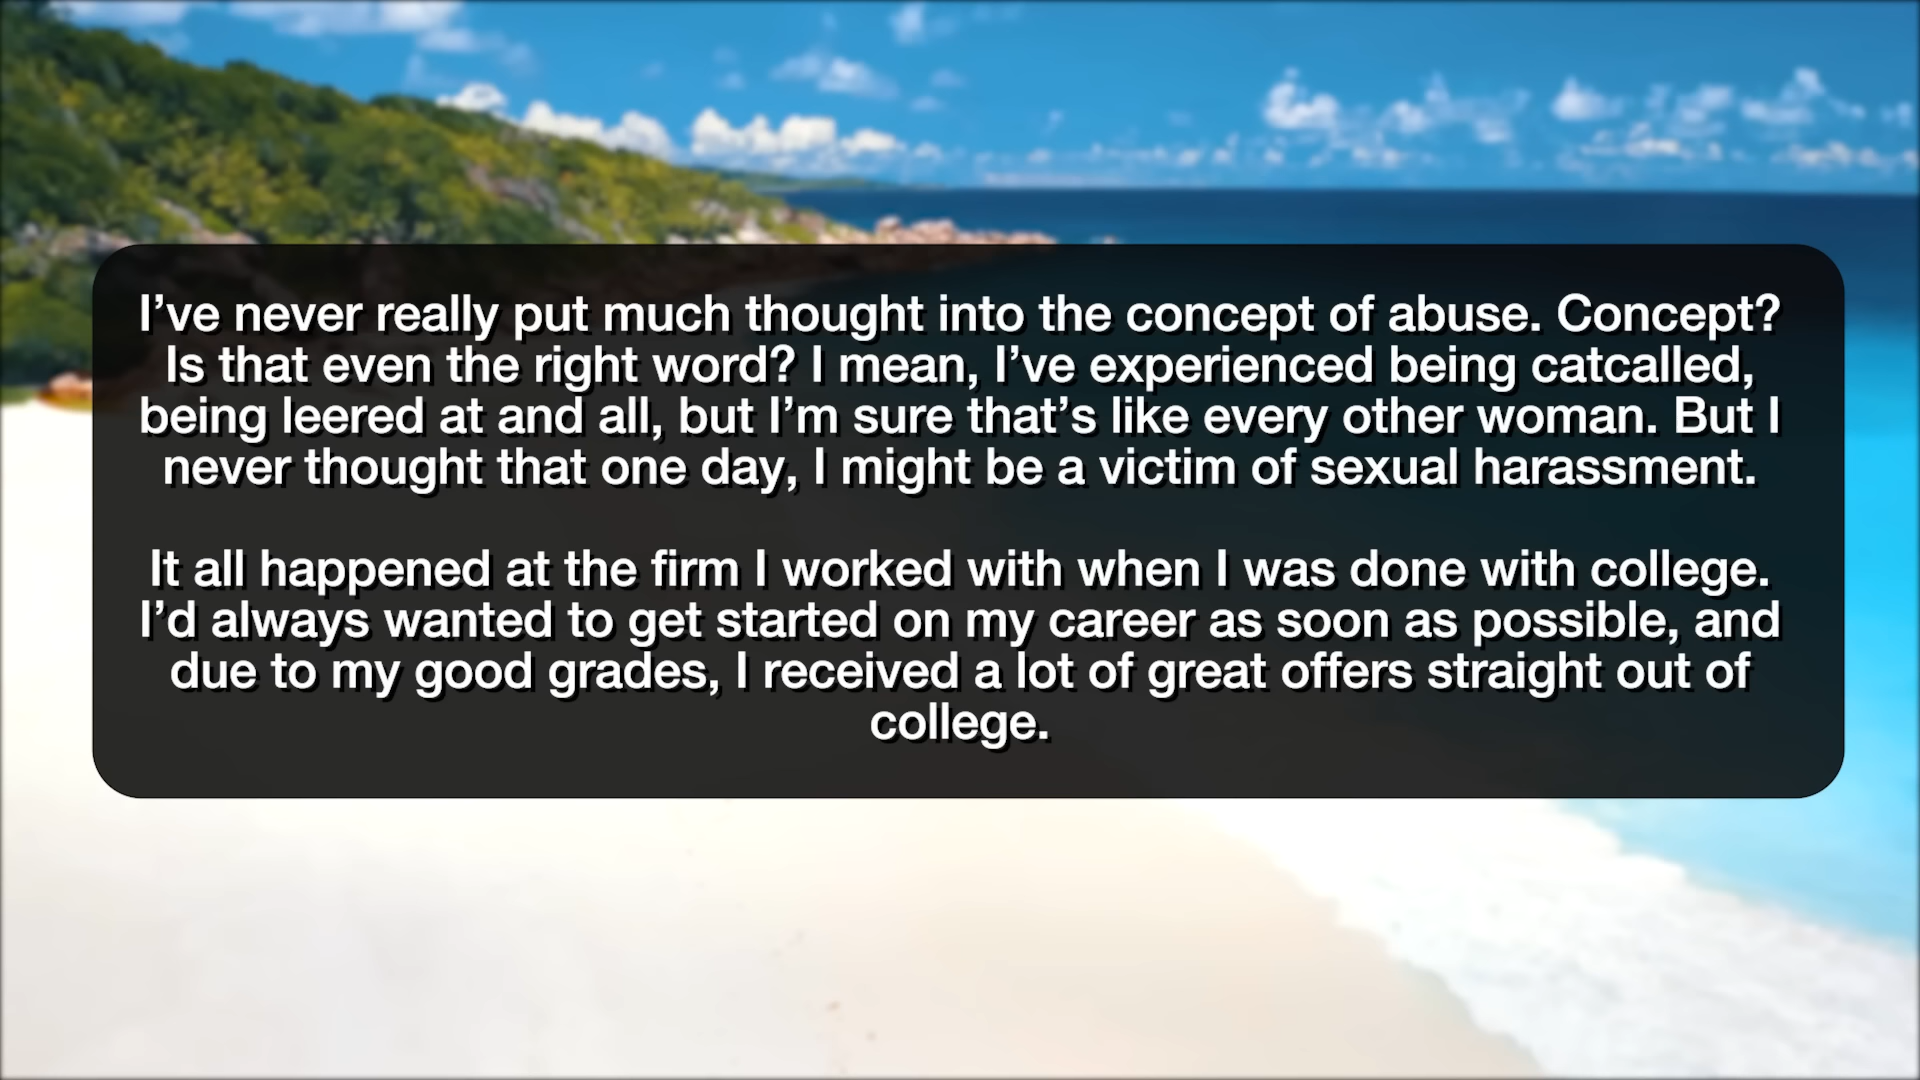 I’ve never really put much thought into the concept of abuse. Concept?
Is that even the right word? I mean, I’ve experienced being catcalled,
being leered at and all, but I’m sure that’s like every other woman. But I
never thought that one day, I might be a victim of sexual harassment.
It all happened at the firm I worked with when I was done with college.
I’d always wanted to get started on my career as soon as possible, and
due to my good grades, I received a lot of great offers straight out of
college.